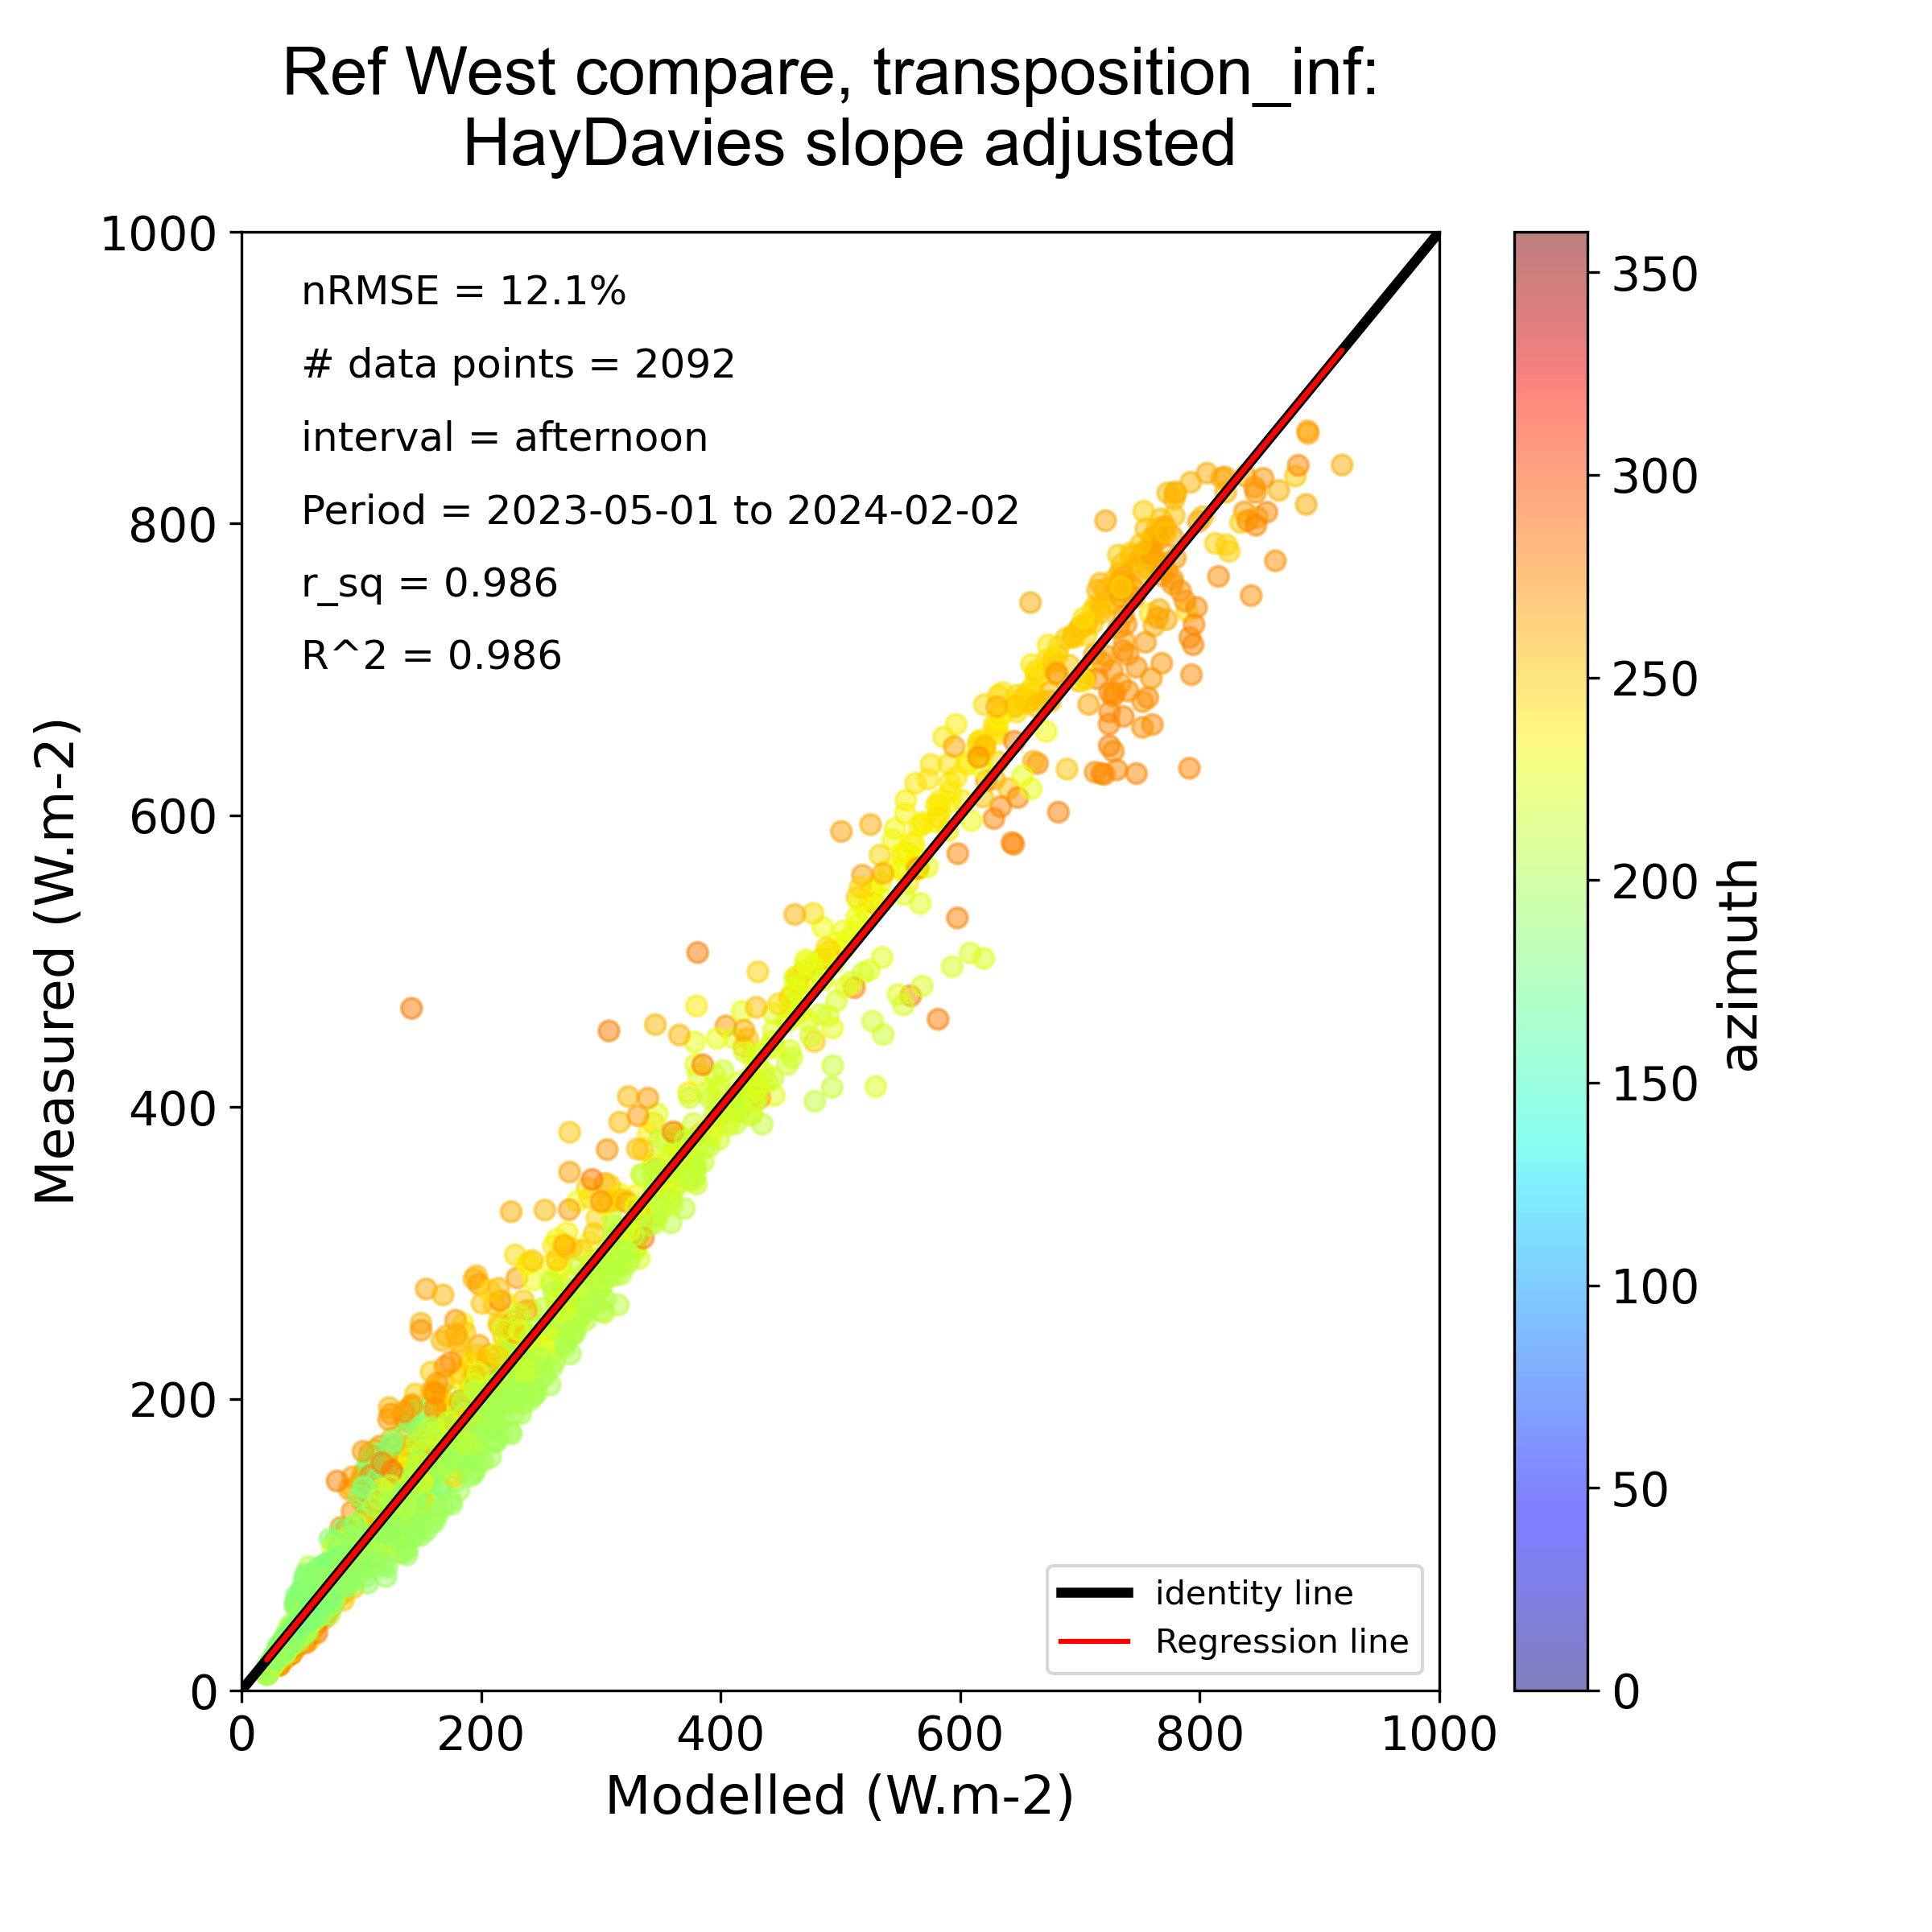 Ref West compare, transposition_inf:
HayDavies slope adjusted
nRMSE = 12.1%
# data points = 2092
interval = afternoon
Period = 2023-05-01 to 2024-02-02
r_sq = 0.986
R^2 = 0.986
1000
800
600
400
200
0
Measured (W.m-2)
0
200
400
600
800
1000
Modelled (W.m-2)
identity line
Regression line
350
300
250
200
150
100
50
0
azimuth